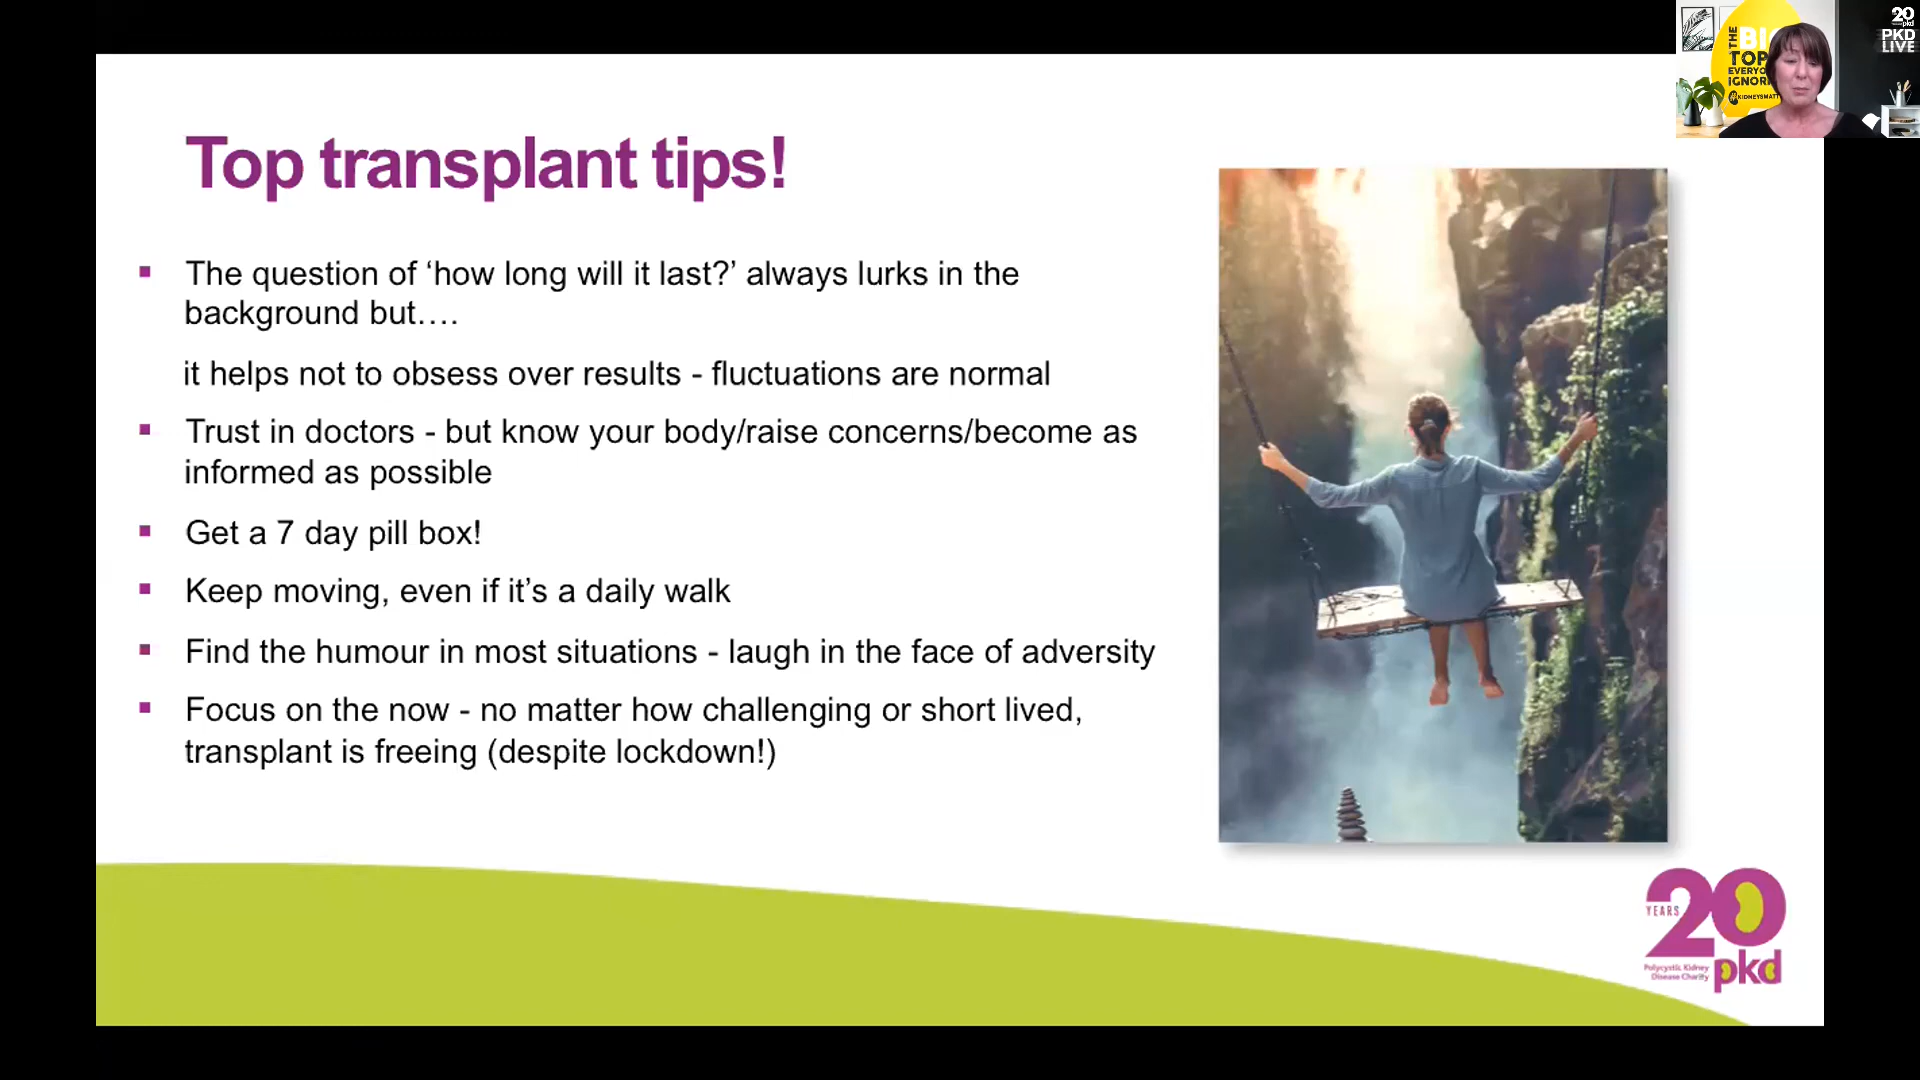 Top transplant tips!
The question of ‘how long will it last?’ always lurks in the
background but….
it helps not to obsess over results - fluctuations are normal
Trust in doctors - but know your body/raise concerns/become as
informed as possible
Get a 7 day pill box!
Keep moving, even if it’s a daily walk
Find the humour in most situations - laugh in the face of adversity
Focus on the now - no matter how challenging or short lived,
transplant is freeing (despite lockdown!)
THE
TOP
20
pkd
PKD
LIVE
YEARS
20
Polycystic Kidney
Disease Charity
pkd